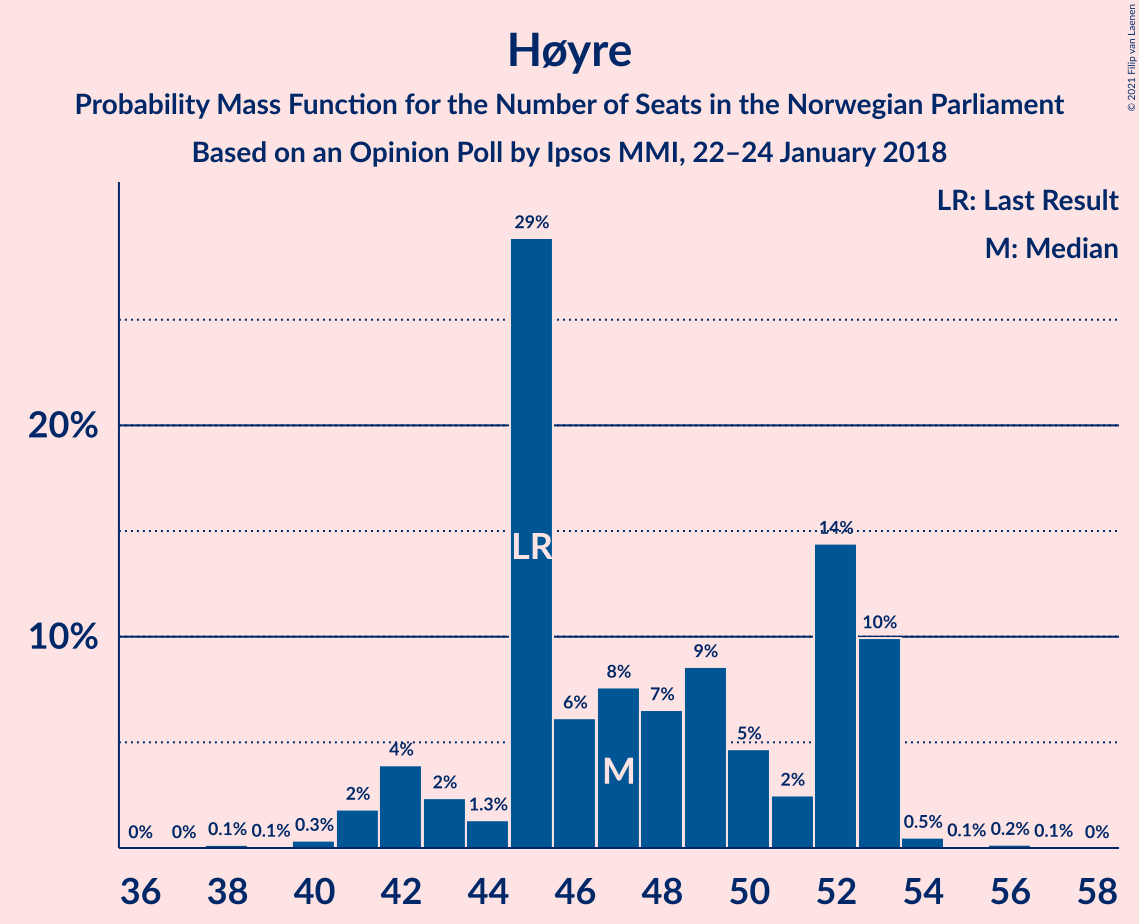 © 2021 Filip van Laenen
Høyre
Probability Mass Function for the Number of Seats in the Norwegian Parliament
Based on an Opinion Poll by Ipsos MMI, 22–24 January 2018
LR: Last Result
M: Median
20%
10%
0% 0% 0.1% 0.1% 0.3% 2% 4% 2% 1.3% 29% 6% 8% 7% 9% 5% 2% 14% 10% 0.5% 0.1% 0.2% 0.1% 0%
LR
M
36 38 40 42 44 46 48 50 52 54 56 58